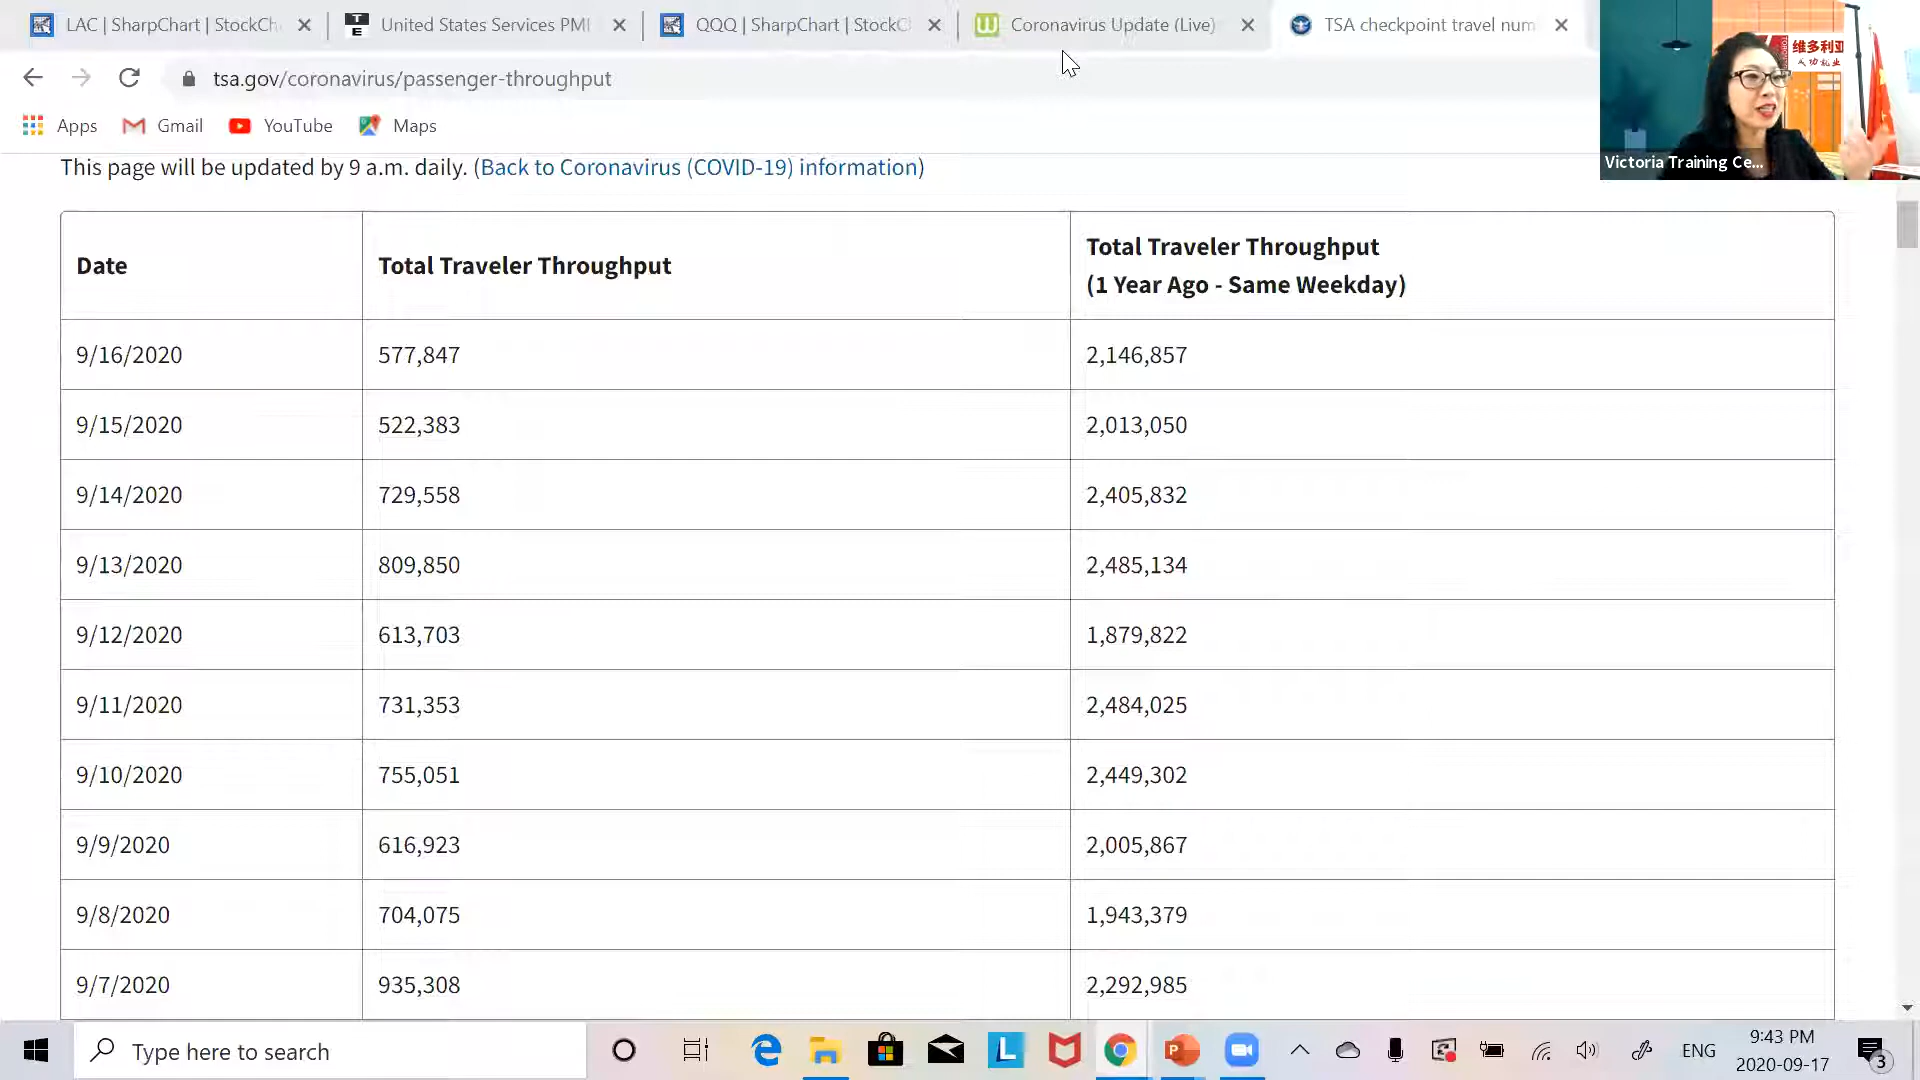 LAC | SharpChart | StockCh
United States Services PMI
QQQ | SharpChart | StockC
Coronavirus Update (Live)
TSA checkpoint travel num
tsa.gov/coronavirus/passenger-throughput
Apps
Gmail
YouTube
Maps
维多利亚
Victoria Training Ce...
This page will be updated by 9 a.m. daily. (Back to Coronavirus (COVID-19) information)
Date
Total Traveler Throughput
Total Traveler Throughput
(1 Year Ago - Same Weekday)
9/16/2020 577,847 2,146,857
9/15/2020 522,383 2,013,050
9/14/2020 729,558 2,405,832
9/13/2020 809,850 2,485,134
9/12/2020 613,703 1,879,822
9/11/2020 731,353 2,484,025
9/10/2020 755,051 2,449,302
9/9/2020 616,923 2,005,867
9/8/2020 704,075 1,943,379
9/7/2020 935,308 2,292,985
Type here to search
ENG
9:43 PM
2020-09-17
3